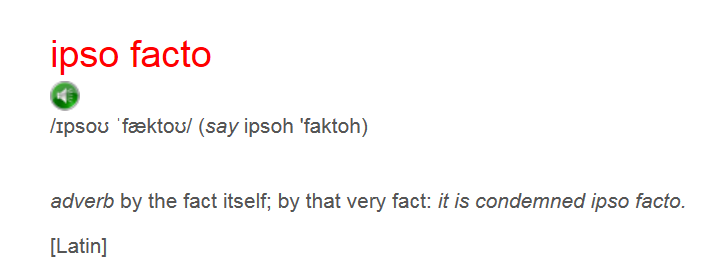 ipso facto
/ɪpsoʊ ˈfæktoʊ/ (say ipsoh 'faktoh)
adverb by the fact itself; by that very fact: it is condemned ipso facto.
[Latin]